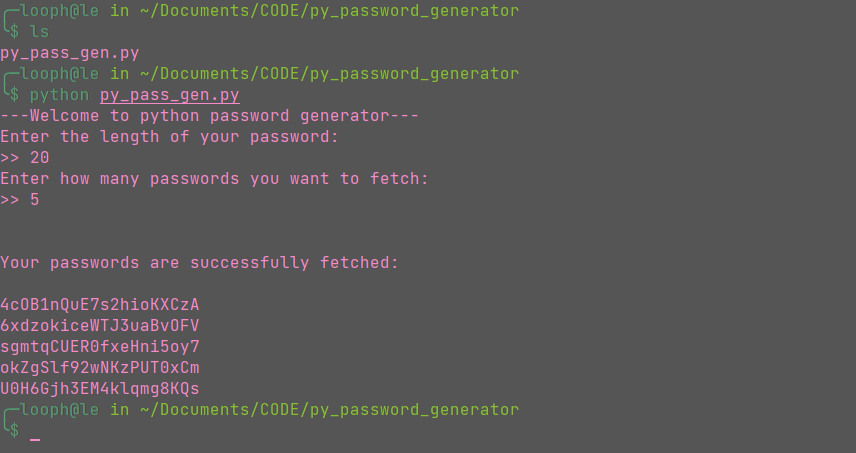 ╭─looph@le in ~/Documents/CODE/py_password_generator
╰$ ls
py_pass_gen.py
╭─looph@le in ~/Documents/CODE/py_password_generator
╰$ python py_pass_gen.py
---Welcome to python password generator---
Enter the length of your password:
>> 20
Enter how many passwords you want to fetch:
>> 5
Your passwords are successfully fetched:
4cOB1nQuE7s2hioKXCzA
6xdzokiceWTJ3uaBvOFV
sgmtqCUER0fxeHni5oy7
okZgSlf92wNKzPUT0xCm
U0H6Gjh3EM4klqmg8KQs
╭─looph@le in ~/Documents/CODE/py_password_generator
╰$ _